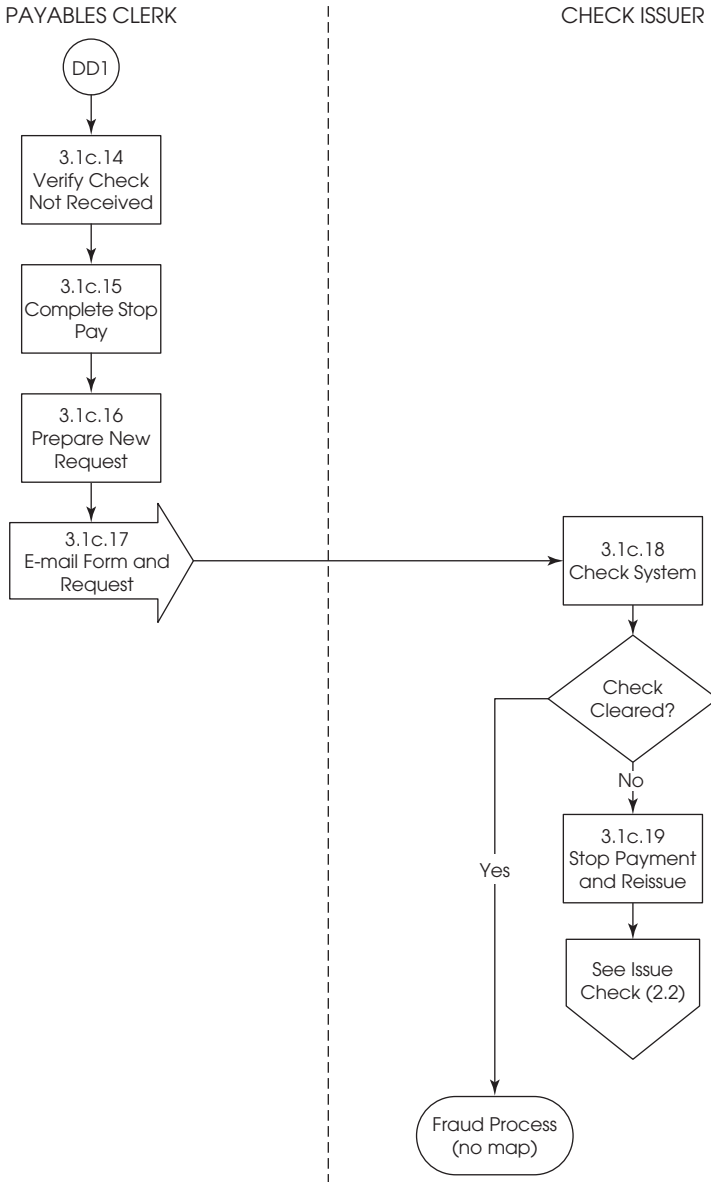 PAYABLES CLERK
CHECK ISSUER
DD1
3.1c.14
Verify Check
Not Received
3.1c.15
Complete Stop
Pay
3.1c.16
Prepare New
Request
3.1c.17
E-mail Form and
Request
3.1c.18
Check System
Check
Cleared?
No
Yes
3.1c.19
Stop Payment
and Reissue
See Issue
Check (2.2)
Fraud Process
(no map)